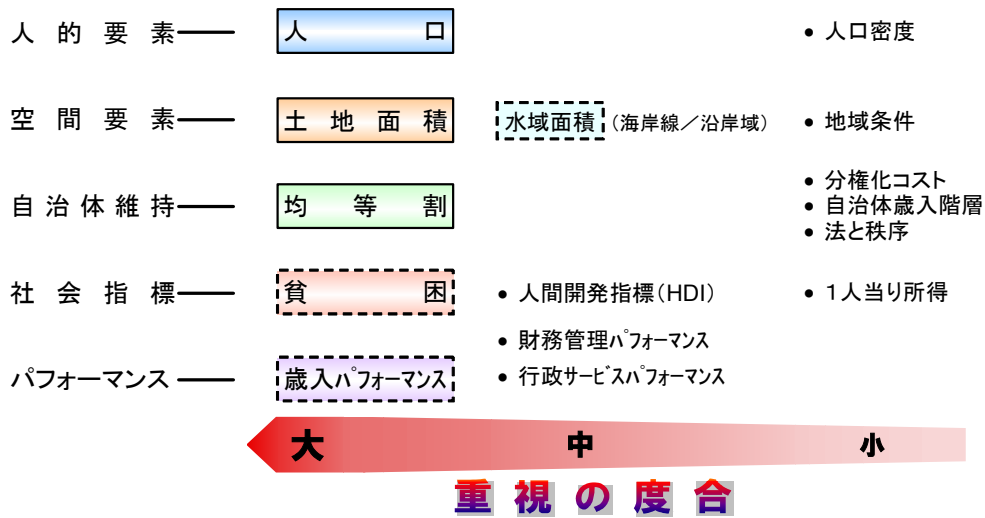 人的要素 人口 • 人口密度
空間要素 土地面積 水域面積 (海岸線／沿岸域) • 地域条件
自治体維持 均等割 • 分権化コスト
• 自治体歳入階層
• 法と秩序
社会指標 貧困 • 人間開発指標(HDI) • 1人当り所得
• 財務管理ﾊﾟﾌｫｰﾏﾝｽ
パフォーマンス 歳入ﾊﾟﾌｫｰﾏﾝｽ • 行政ｻｰﾋﾞｽﾊﾟﾌｫｰﾏﾝｽ
大 中 小
重視の度合